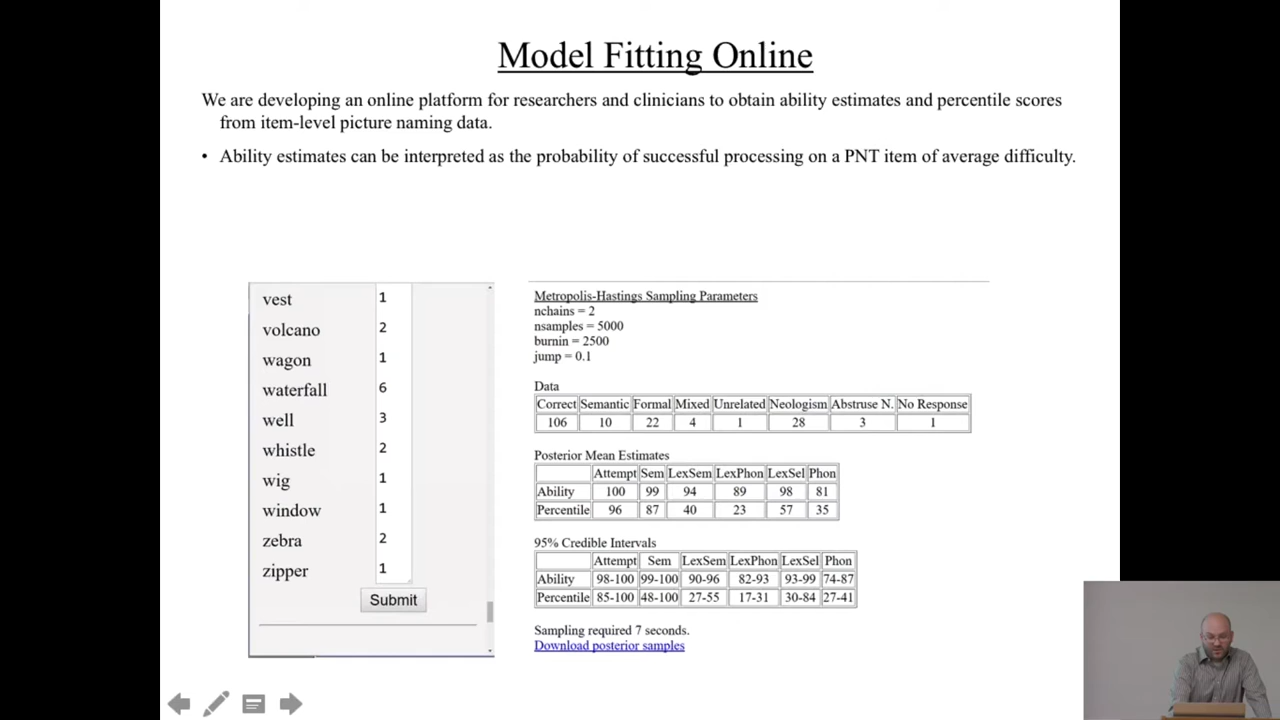 Model Fitting Online
We are developing an online platform for researchers and clinicians to obtain ability estimates and percentile scores
from item-level picture naming data.
• Ability estimates can be interpreted as the probability of successful processing on a PNT item of average difficulty.
vest 1
volcano 2
wagon 1
waterfall 6
well 3
whistle 2
wig 1
window 1
zebra 2
zipper 1
Submit
Metropolis-Hastings Sampling Parameters
nchains = 2
nsamples = 5000
burnin = 2500
jump = 0.1
Data
Correct Semantic Formal Mixed Unrelated Neologism Abstruse N. No Response
106 10 22 4 1 28 3 1
Posterior Mean Estimates
Attempt Sem LexSem LexPhon LexSel Phon
Ability 100 99 94 89 98 81
Percentile 96 87 40 23 57 35
95% Credible Intervals
Attempt Sem LexSem LexPhon LexSel Phon
Ability 98-100 99-100 90-96 82-93 93-99 74-87
Percentile 85-100 48-100 27-55 17-31 30-84 27-41
Sampling required 7 seconds.
Download posterior samples